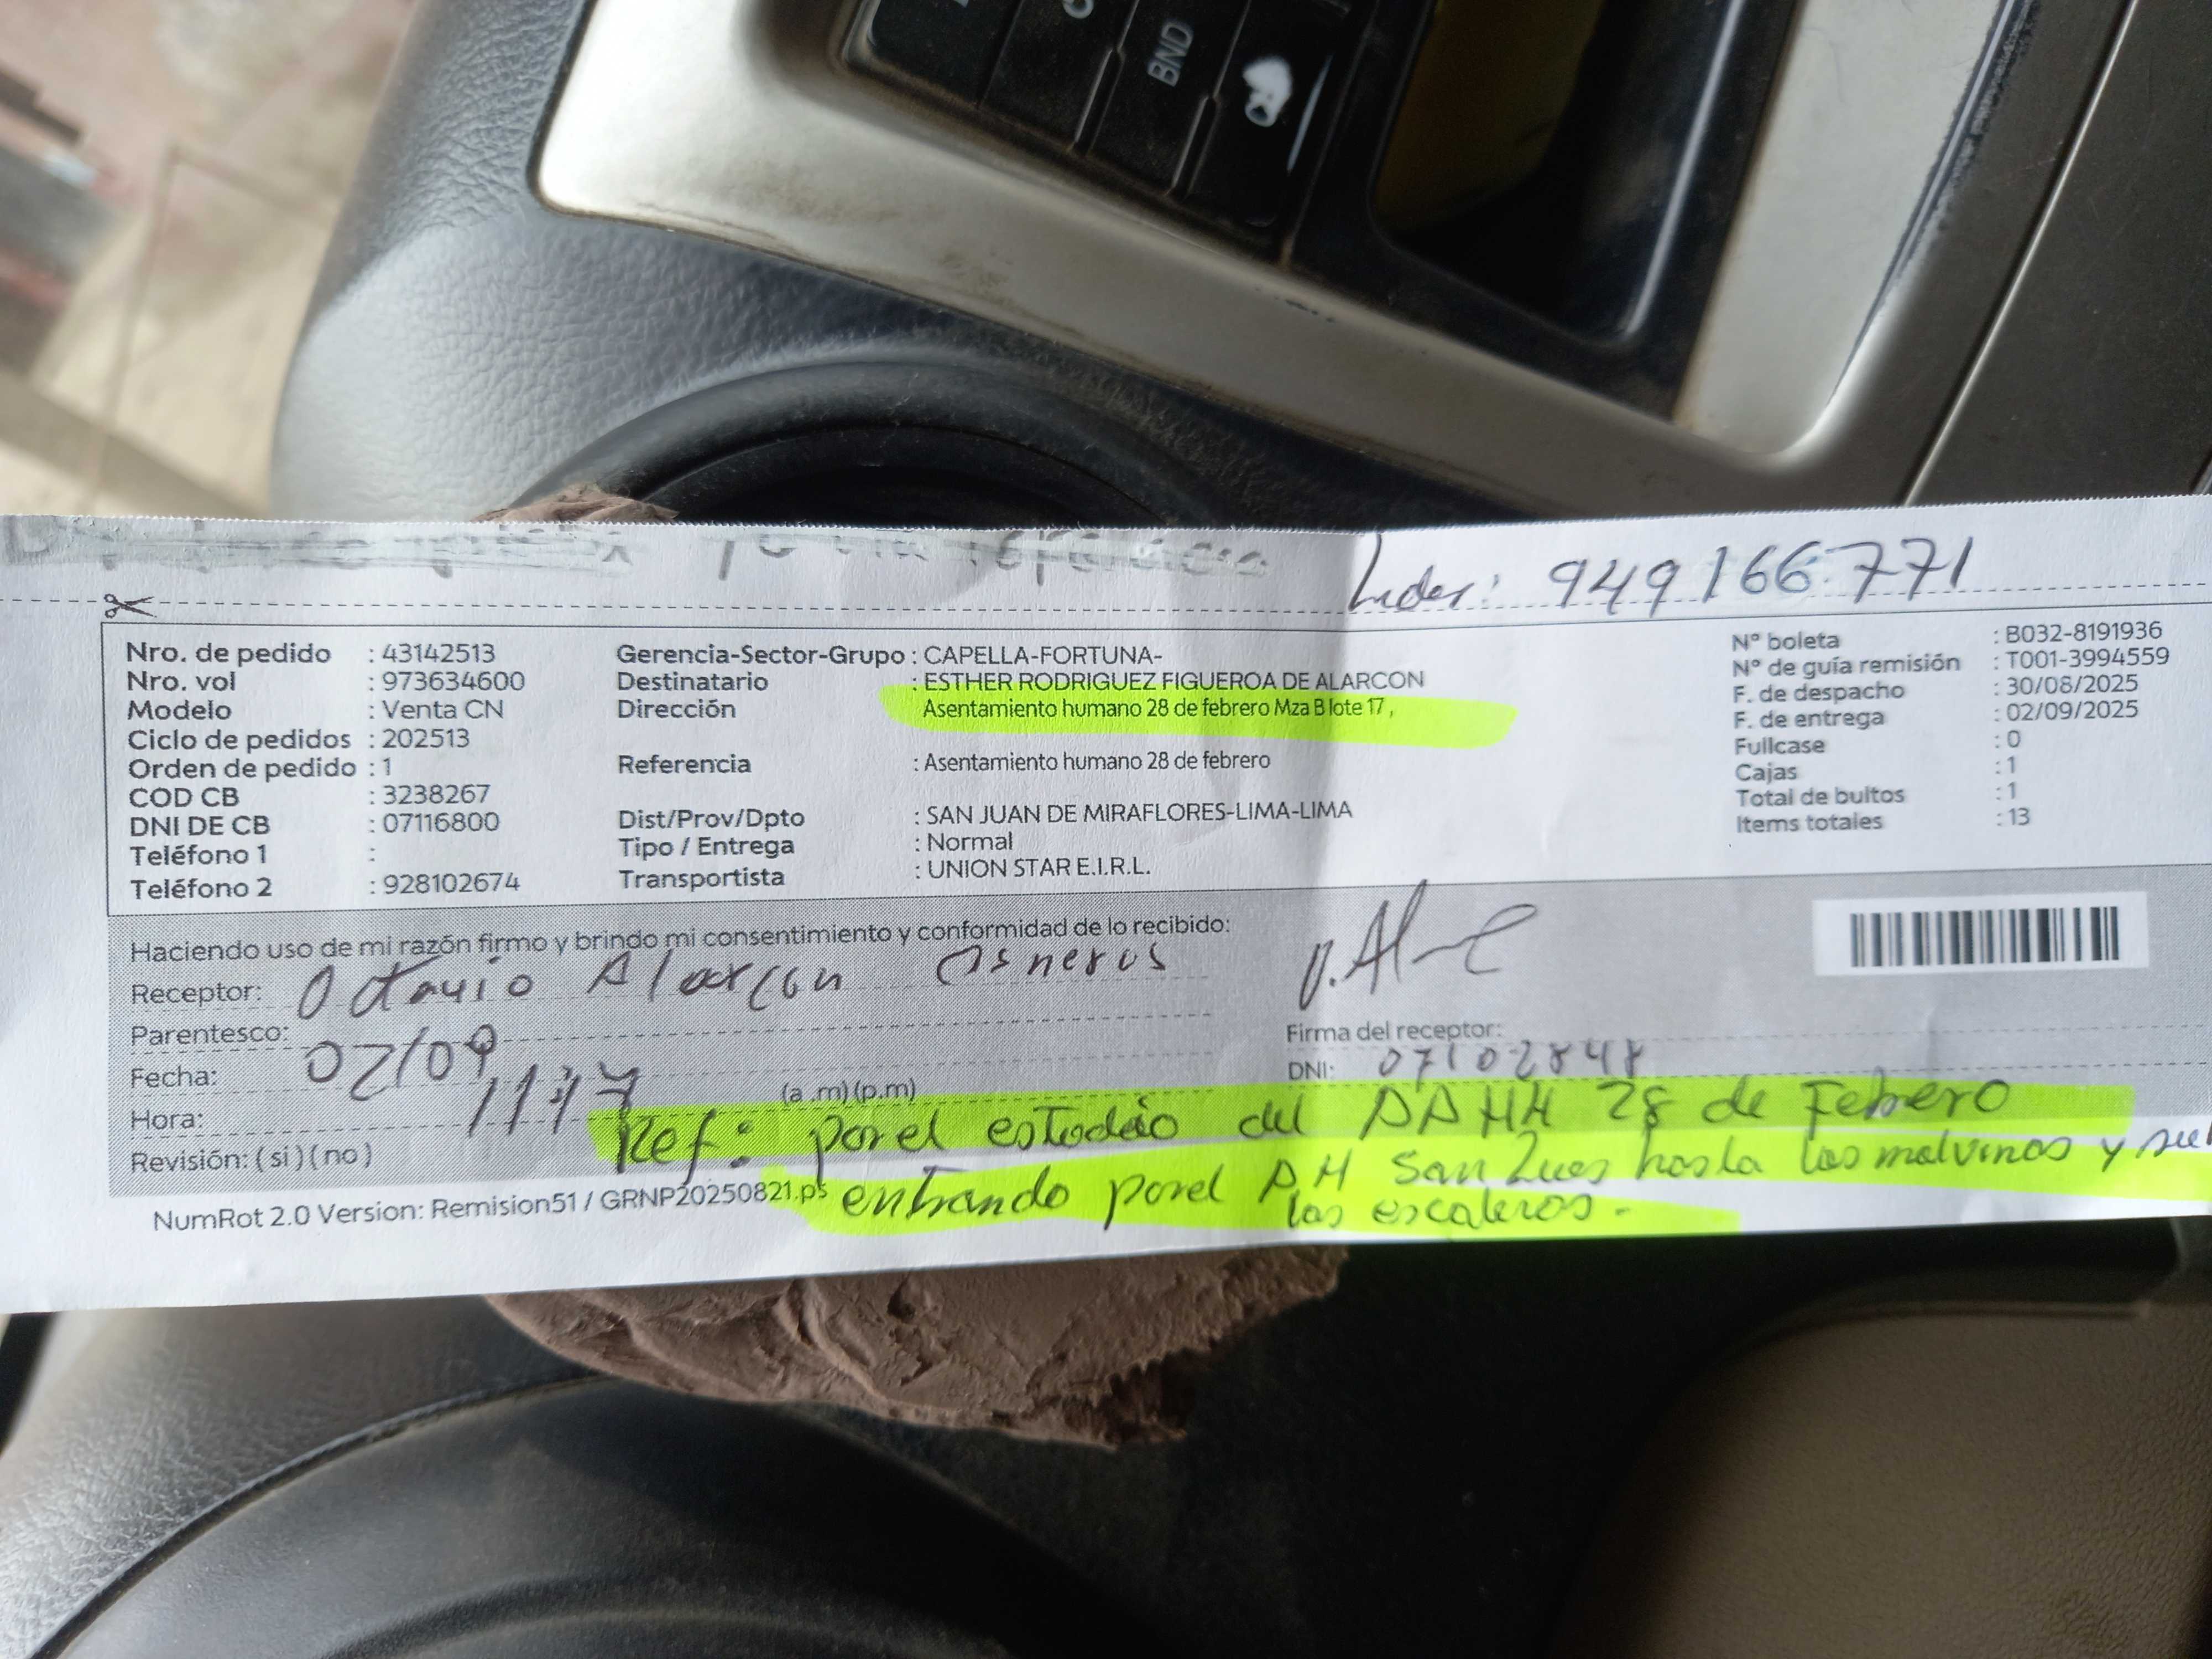 BND
Lider: 949166771
Nro. de pedido : 43142513
Nro. vol : 973634600
Modelo : Venta CN
Ciclo de pedidos : 202513
Orden de pedido : 1
COD CB : 3238267
DNI DE CB : 07116800
Teléfono 1 :
Teléfono 2 : 928102674
Gerencia-Sector-Grupo : CAPELLA-FORTUNA-
Destinatario : ESTHER RODRIGUEZ FIGUEROA DE ALARCON
Dirección Asentamiento humano 28 de febrero Mza B lote 17 ,
Referencia : Asentamiento humano 28 de febrero
Dist/Prov/Dpto : SAN JUAN DE MIRAFLORES-LIMA-LIMA
Tipo / Entrega : Normal
Transportista : UNION STAR E.I.R.L.
N° boleta : B032-8191936
N° de guía remisión : T001-3994559
F. de despacho : 30/08/2025
F. de entrega : 02/09/2025
Fullcase : 0
Cajas : 1
Total de bultos : 1
Items totales : 13
Haciendo uso de mi razón firmo y brindo mi consentimiento y conformidad de lo recibido:
Receptor: Octavio Alarcon Cisneros
Parentesco:
Fecha: 02/09
Hora: (a .m) (p.m)
Revisión: (si) (no)
Firma del receptor:
DNI: 07102848
Ref: por el estadio del AAHH 28 de Febrero
entrando por el AH San Luis hasta las malvinas y
las escaleras.
NumRot 2.0 Version: Remision51 / GRNP20250821.ps